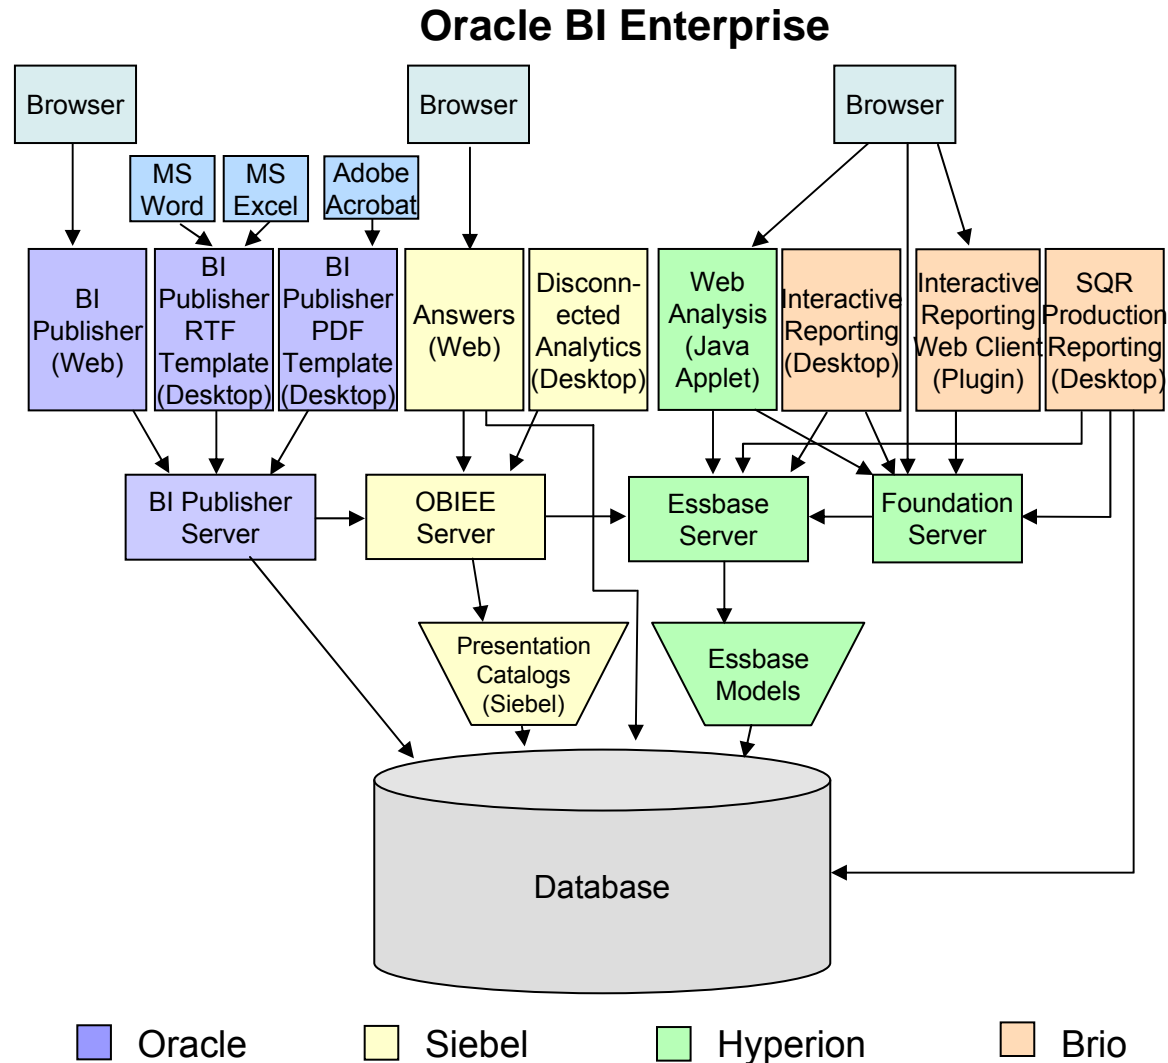 Oracle BI Enterprise
Browser
Browser
Browser
MS
Word
MS
Excel
Adobe
Acrobat
BI
Publisher
(Web)
BI
Publisher
RTF
Template
(Desktop)
BI
Publisher
PDF
Template
(Desktop)
Answers
(Web)
Disconn-
ected
Analytics
(Desktop)
Web
Analysis
(Java
Applet)
Interactive
Reporting
(Desktop)
Interactive
Reporting
Web Client
(Plugin)
SQR
Production
Reporting
(Desktop)
BI Publisher
Server
OBIEE
Server
Essbase
Server
Foundation
Server
Presentation
Catalogs
(Siebel)
Essbase
Models
Database
Oracle
Siebel
Hyperion
Brio